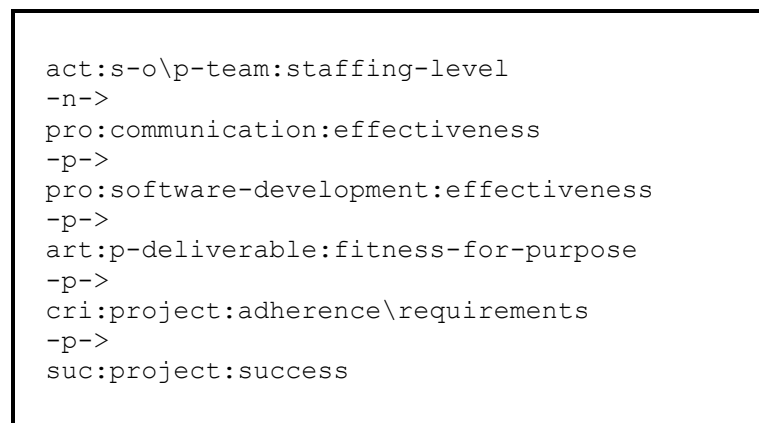 act:s-o\p-team:staffing-level
-n->
pro:communication:effectiveness
-p->
pro:software-development:effectiveness
-p->
art:p-deliverable:fitness-for-purpose
-p->
cri:project:adherence\requirements
-p->
suc:project:success